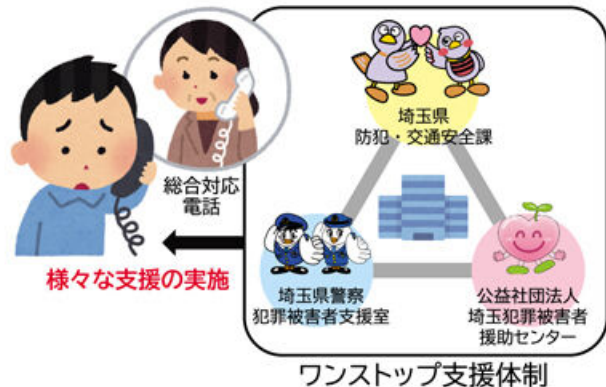 埼玉県
防犯・交通安全課
総合対応
電話
様々な支援の実施
埼玉県警察
犯罪被害者支援室
公益社団法人
埼玉犯罪被害者
援助センター
ワンストップ支援体制